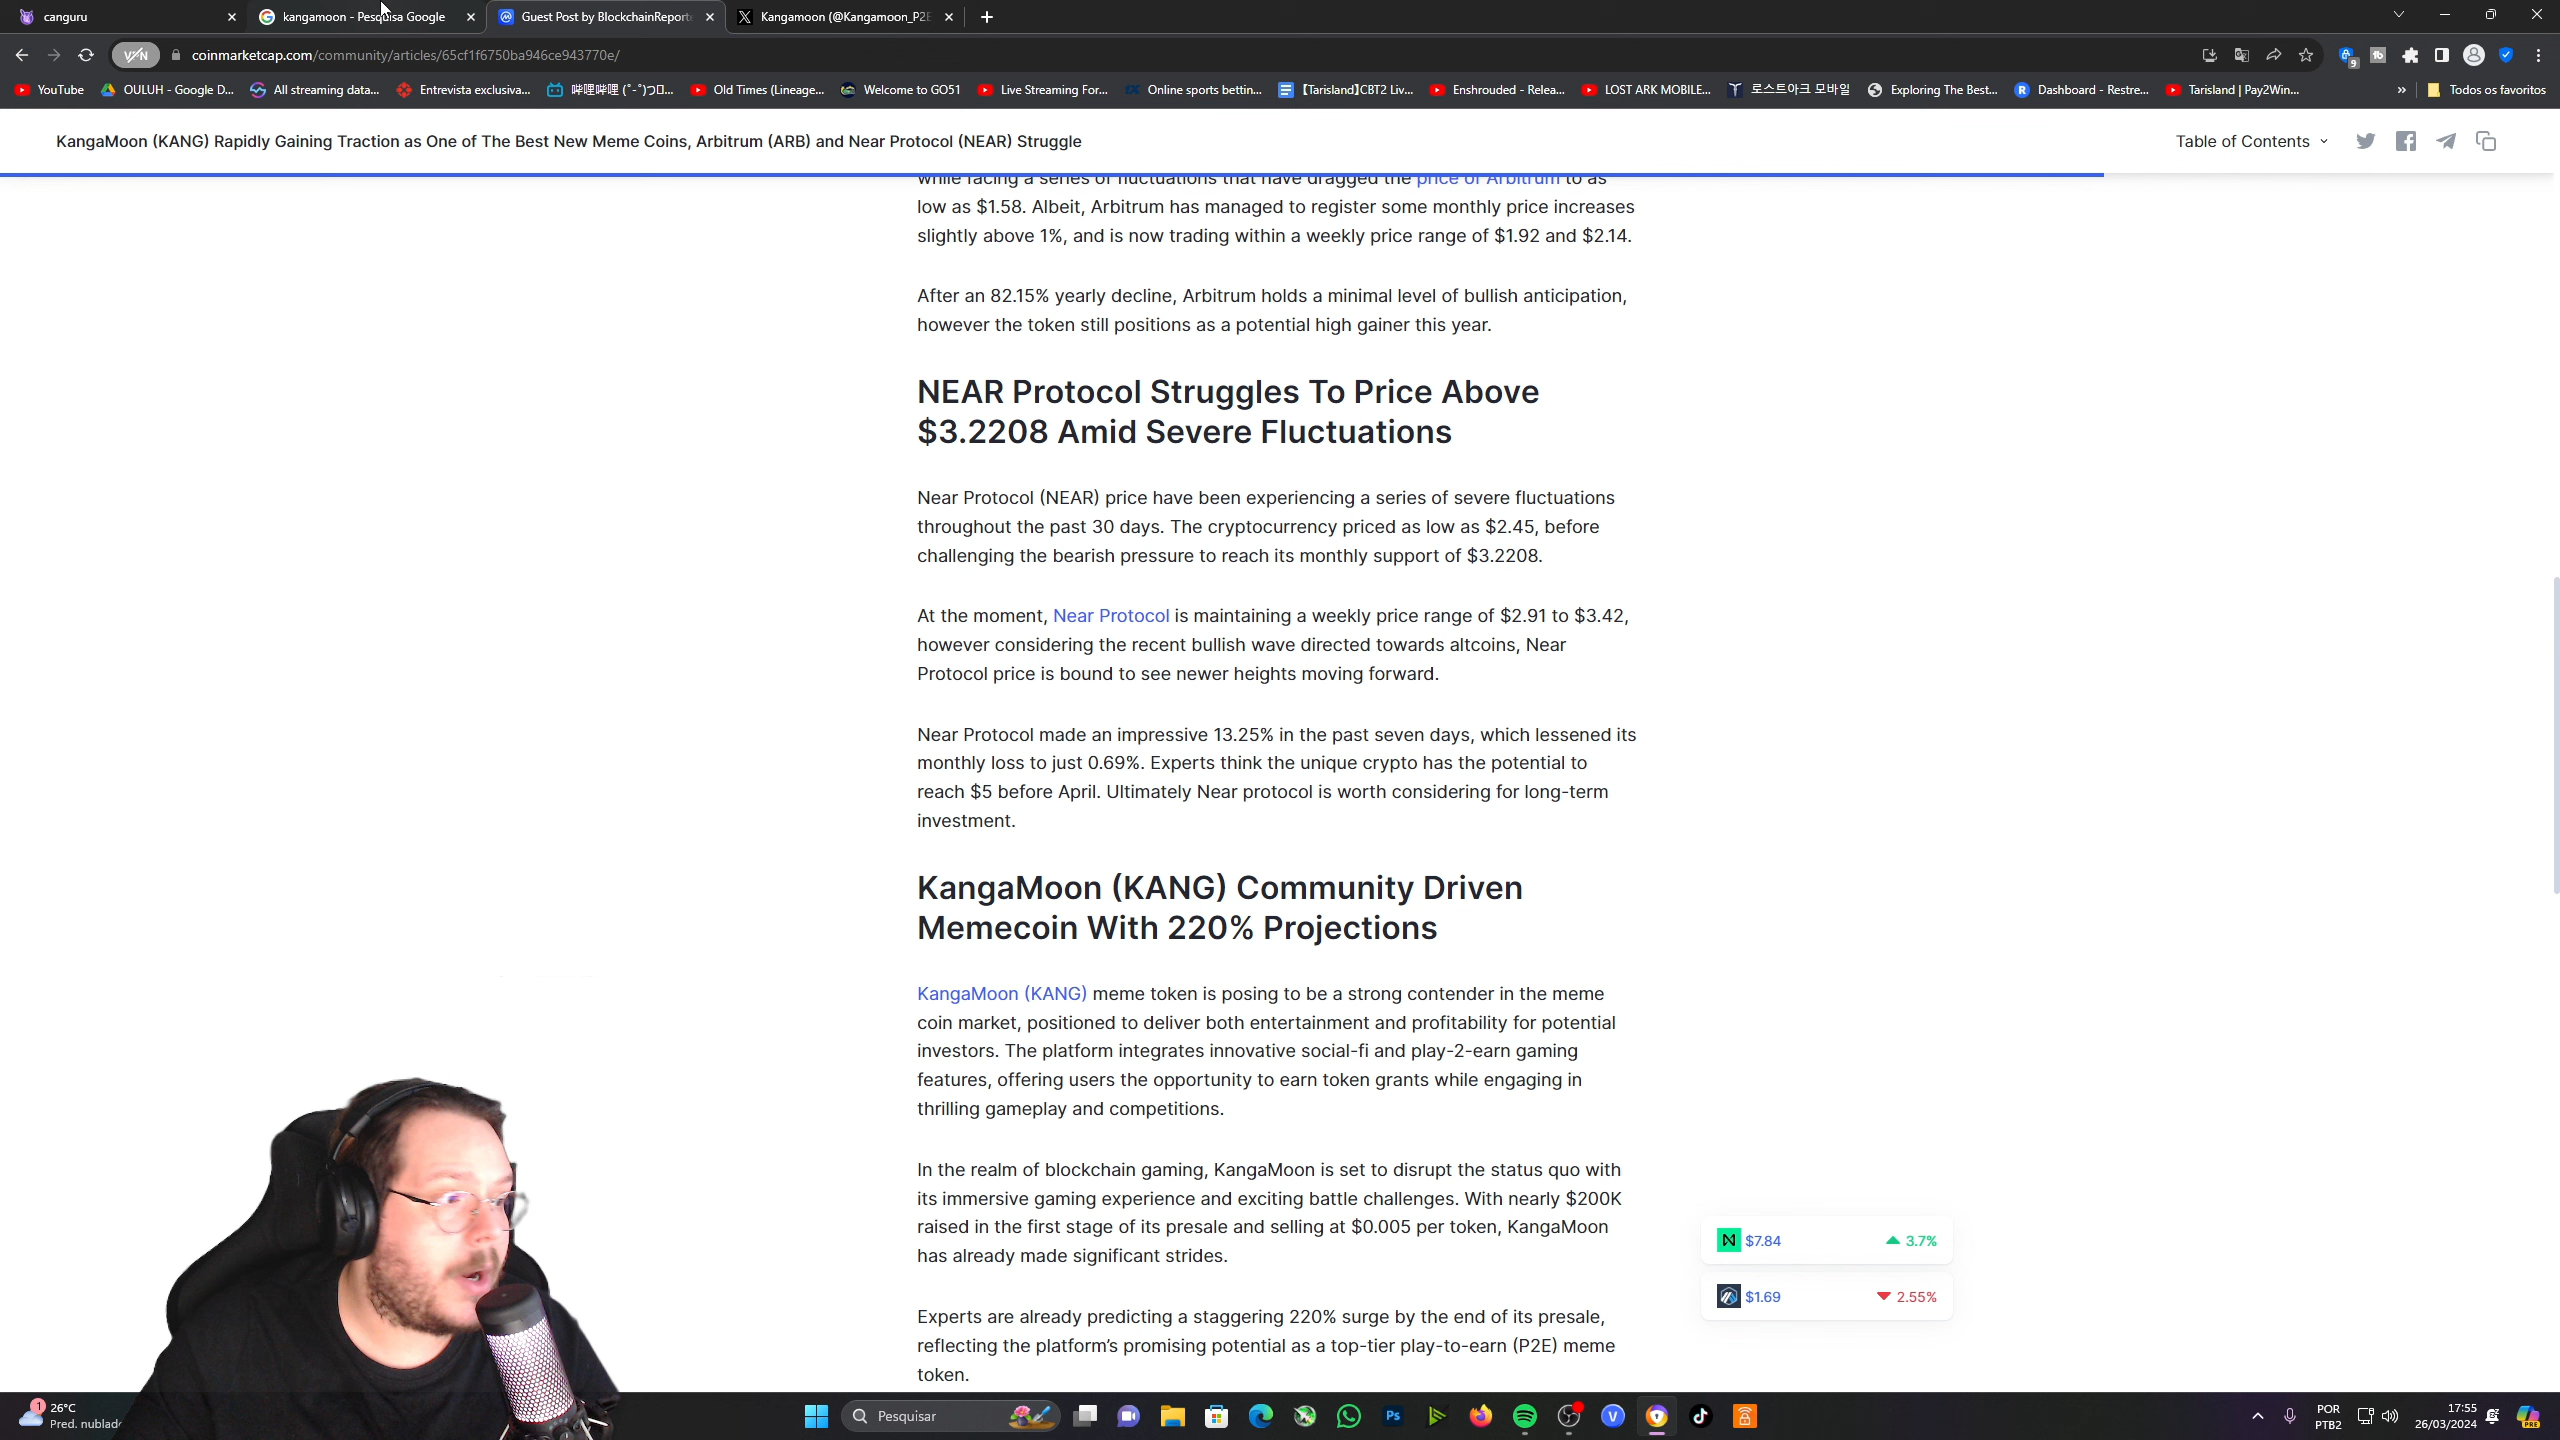 canguru
kangamoon - Pesquisa Google
Guest Post by BlockchainReport
Kangamoon (@Kangamoon_P2E
VPN
coinmarketcap.com/community/articles/65cf1f6750ba946ce943770e/
9
YouTube
OULUH - Google D...
All streaming data...
Entrevista exclusiva...
Old Times (Lineage...
Welcome to GO51
Live Streaming For...
Online sports bettin...
【Tarisland】CBT2 Liv...
Enshrouded - Relea...
LOST ARK MOBILE...
로스트아크 모바일
Exploring The Best...
Dashboard - Restre...
Tarisland | Pay2Win...
»
Todos os favoritos
KangaMoon (KANG) Rapidly Gaining Traction as One of The Best New Meme Coins, Arbitrum (ARB) and Near Protocol (NEAR) Struggle
Table of Contents
while facing a series of fluctuations that have dragged the price of Arbitrum to as
low as $1.58. Albeit, Arbitrum has managed to register some monthly price increases
slightly above 1%, and is now trading within a weekly price range of $1.92 and $2.14.
After an 82.15% yearly decline, Arbitrum holds a minimal level of bullish anticipation,
however the token still positions as a potential high gainer this year.
NEAR Protocol Struggles To Price Above
$3.2208 Amid Severe Fluctuations
Near Protocol (NEAR) price have been experiencing a series of severe fluctuations
throughout the past 30 days. The cryptocurrency priced as low as $2.45, before
challenging the bearish pressure to reach its monthly support of $3.2208.
At the moment, Near Protocol is maintaining a weekly price range of $2.91 to $3.42,
however considering the recent bullish wave directed towards altcoins, Near
Protocol price is bound to see newer heights moving forward.
Near Protocol made an impressive 13.25% in the past seven days, which lessened its
monthly loss to just 0.69%. Experts think the unique crypto has the potential to
reach $5 before April. Ultimately Near protocol is worth considering for long-term
investment.
KangaMoon (KANG) Community Driven
Memecoin With 220% Projections
KangaMoon (KANG) meme token is posing to be a strong contender in the meme
coin market, positioned to deliver both entertainment and profitability for potential
investors. The platform integrates innovative social-fi and play-2-earn gaming
features, offering users the opportunity to earn token grants while engaging in
thrilling gameplay and competitions.
In the realm of blockchain gaming, KangaMoon is set to disrupt the status quo with
its immersive gaming experience and exciting battle challenges. With nearly $200K
raised in the first stage of its presale and selling at $0.005 per token, KangaMoon
has already made significant strides.
Experts are already predicting a staggering 220% surge by the end of its presale,
reflecting the platform's promising potential as a top-tier play-to-earn (P2E) meme
token.
$7.84 3.7%
$1.69 2.55%
1
26°C
Pred. nublad
Pesquisar
Ps
V
POR
PTB2
17:55
26/03/2024
PRE